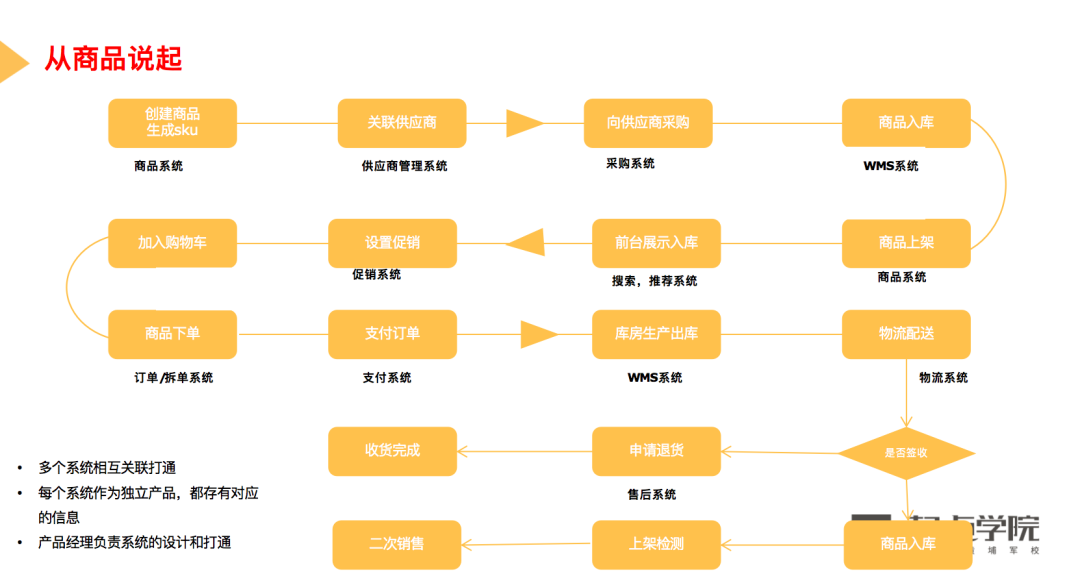 从商品说起
创建商品
生成sku
关联供应商
向供应商采购
商品入库
商品系统
供应商管理系统
采购系统
WMS系统
加入购物车
设置促销
前台展示入库
商品上架
促销系统
搜索，推荐系统
商品系统
商品下单
支付订单
库房生产出库
物流配送
订单/拆单系统
支付系统
WMS系统
物流系统
收货完成
申请退货
是否签收
售后系统
• 多个系统相互关联打通
• 每个系统作为独立产品，都存有对应
的信息
• 产品经理负责系统的设计和打通
二次销售
上架检测
商品入库
学院
埔军校